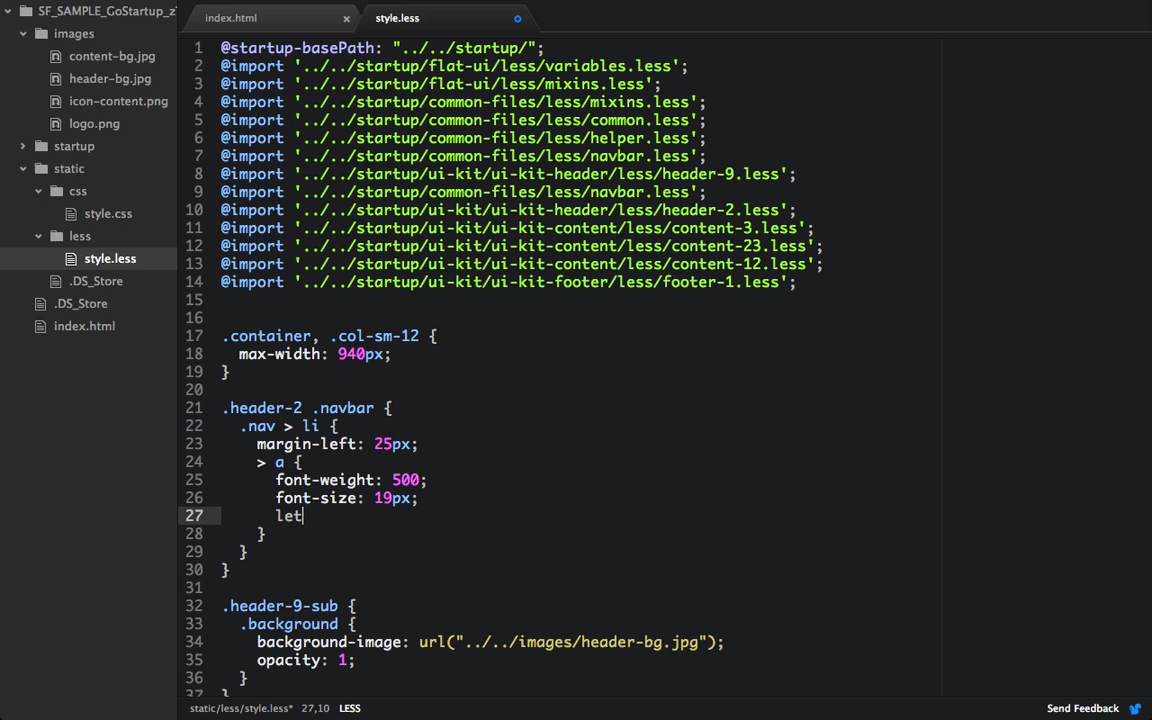 SF_SAMPLE_GoStartup_z
images
content-bg.jpg
header-bg.jpg
icon-content.png
logo.png
startup
static
css
style.css
less
style.less
.DS_Store
.DS_Store
index.html
index.html
style.less
1 @startup-basePath: "../../startup/";
2 @import '../../startup/flat-ui/less/variables.less';
3 @import '../../startup/flat-ui/less/mixins.less';
4 @import '../../startup/common-files/less/mixins.less';
5 @import '../../startup/common-files/less/common.less';
6 @import '../../startup/common-files/less/helper.less';
7 @import '../../startup/common-files/less/navbar.less';
8 @import '../../startup/ui-kit/ui-kit-header/less/header-9.less';
9 @import '../../startup/common-files/less/navbar.less';
10 @import '../../startup/ui-kit/ui-kit-header/less/header-2.less';
11 @import '../../startup/ui-kit/ui-kit-content/less/content-3.less';
12 @import '../../startup/ui-kit/ui-kit-content/less/content-23.less';
13 @import '../../startup/ui-kit/ui-kit-content/less/content-12.less';
14 @import '../../startup/ui-kit/ui-kit-footer/less/footer-1.less';
15
16
17 .container, .col-sm-12 {
18 max-width: 940px;
19 }
20
21 .header-2 .navbar {
22 .nav > li {
23 margin-left: 25px;
24 > a {
25 font-weight: 500;
26 font-size: 19px;
27 let
28 }
29 }
30 }
31
32 .header-9-sub {
33 .background {
34 background-image: url("../../images/header-bg.jpg");
35 opacity: 1;
36 }
37 }
static/less/style.less* 27,10 LESS
Send Feedback